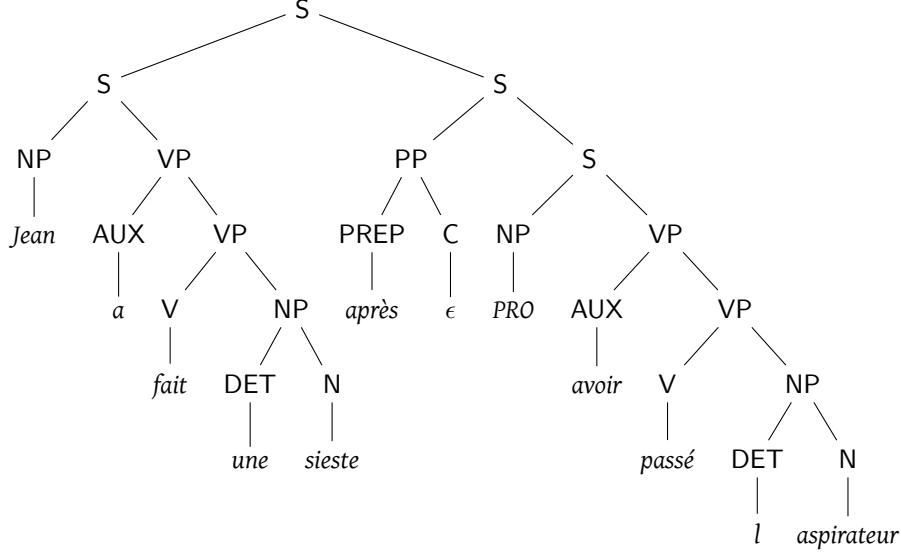 S
S S
NP VP PP S
Jean AUX VP PREP C NP VP
a V NP après ϵ PRO AUX VP
fait DET N avoir V NP
une sieste passé DET N
l aspirateur